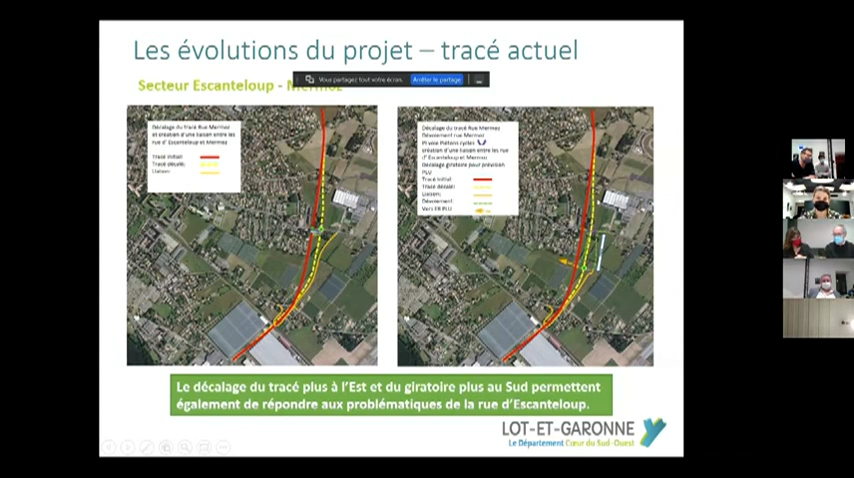 Les évolutions du projet – tracé actuel
Vous partagez tout votre écran.
Arrêter le partage
Secteur Escanteloup - Mermoz
Décalage du tracé Rue Mermoz
et création d'une liaison entre les
rue d' Escanteloup et Mermoz
Tracé initial:
Tracé décalé:
Liaison:
Décalage du tracé Rue Mermoz
Dévoiement rue Mermoz
PI voie Piétons cycles
création d'une liaison entre les rue
d' Escanteloup et Mermoz
Décalage giratoire pour prévision
PLU
Tracé initial:
Tracé décalé:
Liaison:
Dévoiement:
Vers ER PLU
Le décalage du tracé plus à l'Est et du giratoire plus au Sud permettent
également de répondre aux problématiques de la rue d'Escanteloup.
LOT-ET-GARONNE
Le Département Cœur du Sud-Ouest